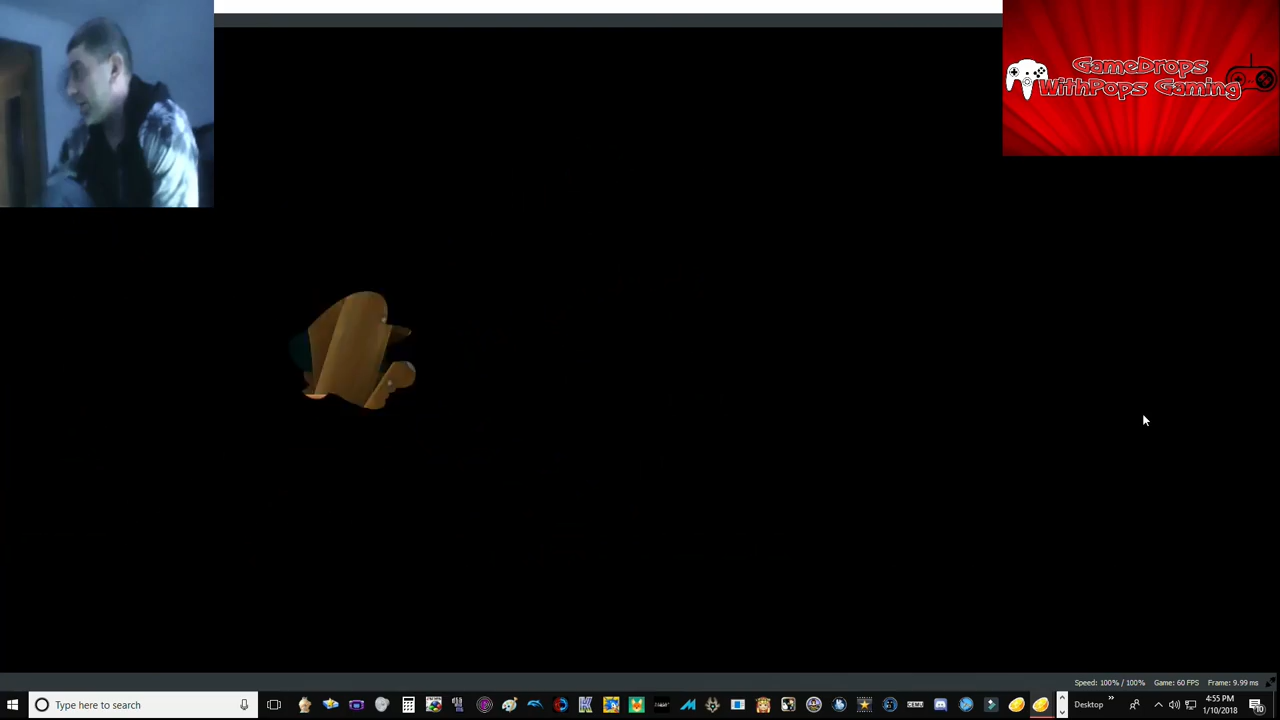 GameDrops
WithPops Gaming
Speed: 100% / 100% Game: 60 FPS Frame: 9.99 ms
Type here to search
Desktop
4:55 PM
1/10/2018